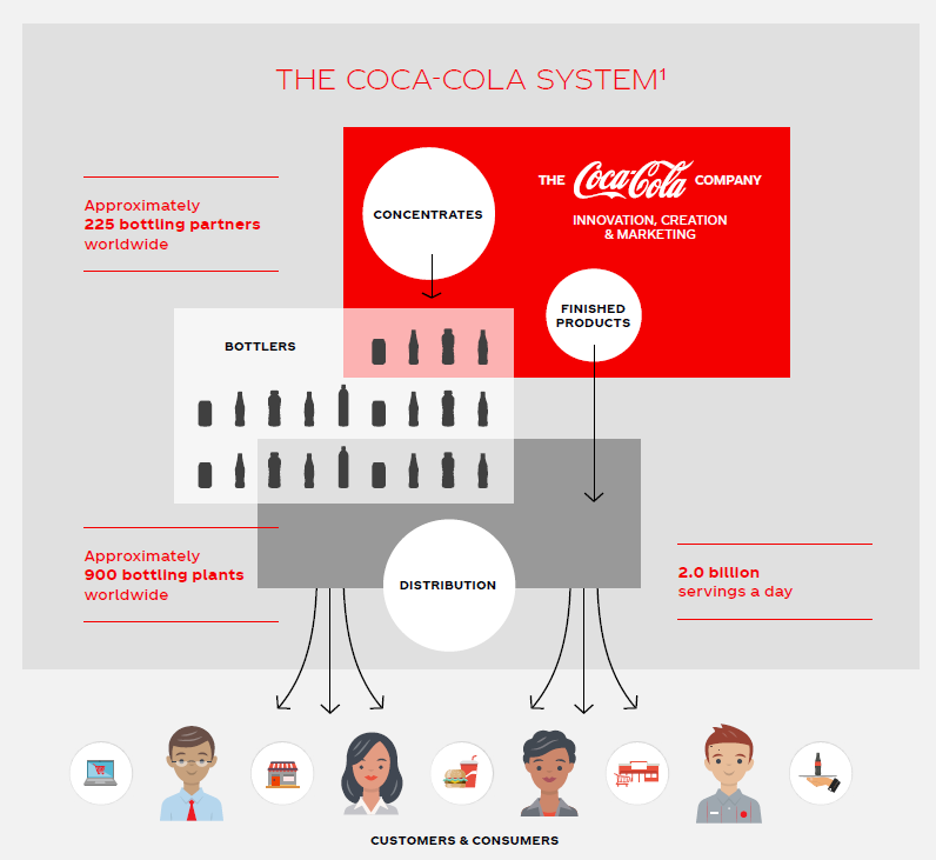 THE COCA-COLA SYSTEM¹
Approximately
225 bottling partners
worldwide
CONCENTRATES
THE Coca-Cola COMPANY
INNOVATION, CREATION
& MARKETING
FINISHED
PRODUCTS
BOTTLERS
Approximately
900 bottling plants
worldwide
DISTRIBUTION
2.0 billion
servings a day
CUSTOMERS & CONSUMERS